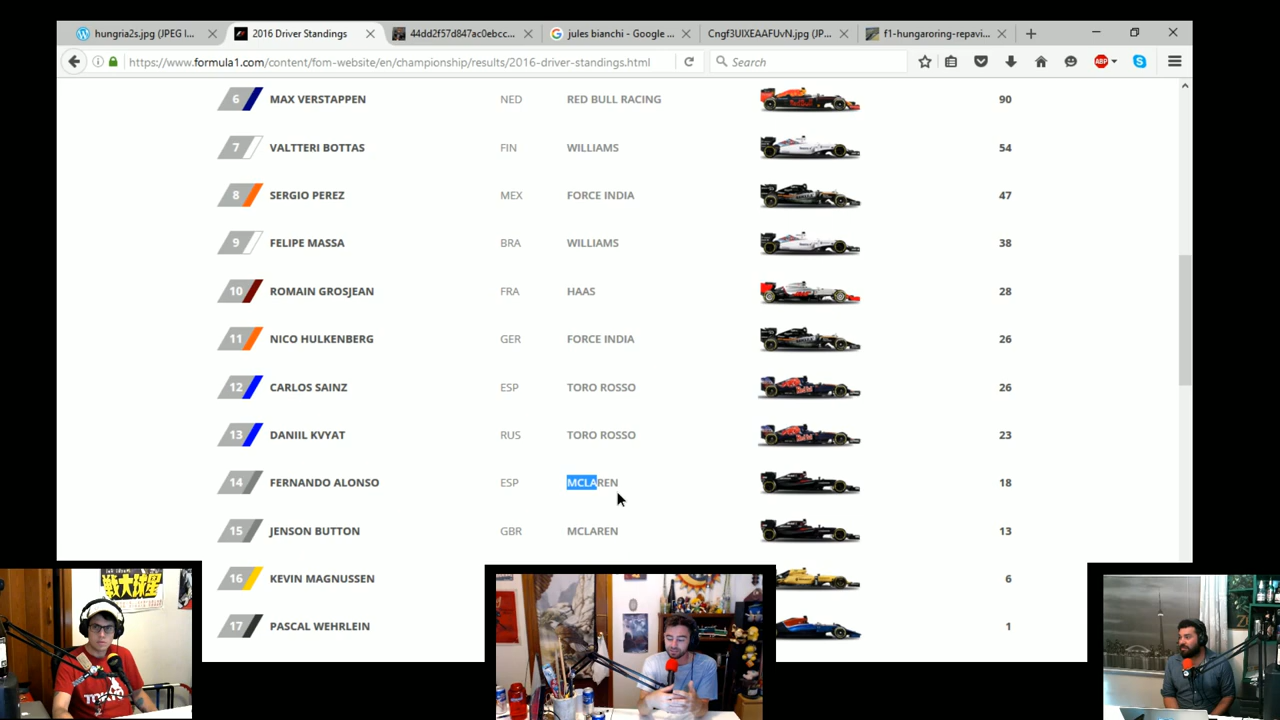 hungria2s.jpg (JPEG I...
2016 Driver Standings
44dd2f57d847ac0ebcc...
jules bianchi - Google ...
Cngf3UIXEAAFUvN.jpg (JP...
f1-hungaroring-repavi...
https://www.formula1.com/content/fom-website/en/championship/results/2016-driver-standings.html
Search
ABP
6 MAX VERSTAPPEN NED RED BULL RACING 90
7 VALTTERI BOTTAS FIN WILLIAMS 54
8 SERGIO PEREZ MEX FORCE INDIA 47
9 FELIPE MASSA BRA WILLIAMS 38
10 ROMAIN GROSJEAN FRA HAAS 28
11 NICO HULKENBERG GER FORCE INDIA 26
12 CARLOS SAINZ ESP TORO ROSSO 26
13 DANIIL KVYAT RUS TORO ROSSO 23
14 FERNANDO ALONSO ESP MCLAREN 18
15 JENSON BUTTON GBR MCLAREN 13
16 KEVIN MAGNUSSEN 6
17 PASCAL WEHRLEIN 1
戦大球星